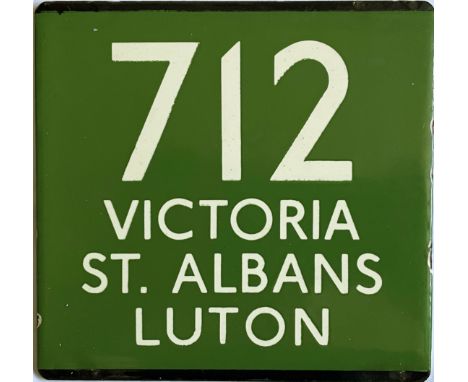 712
VICTORIA
ST. ALBANS
LUTON